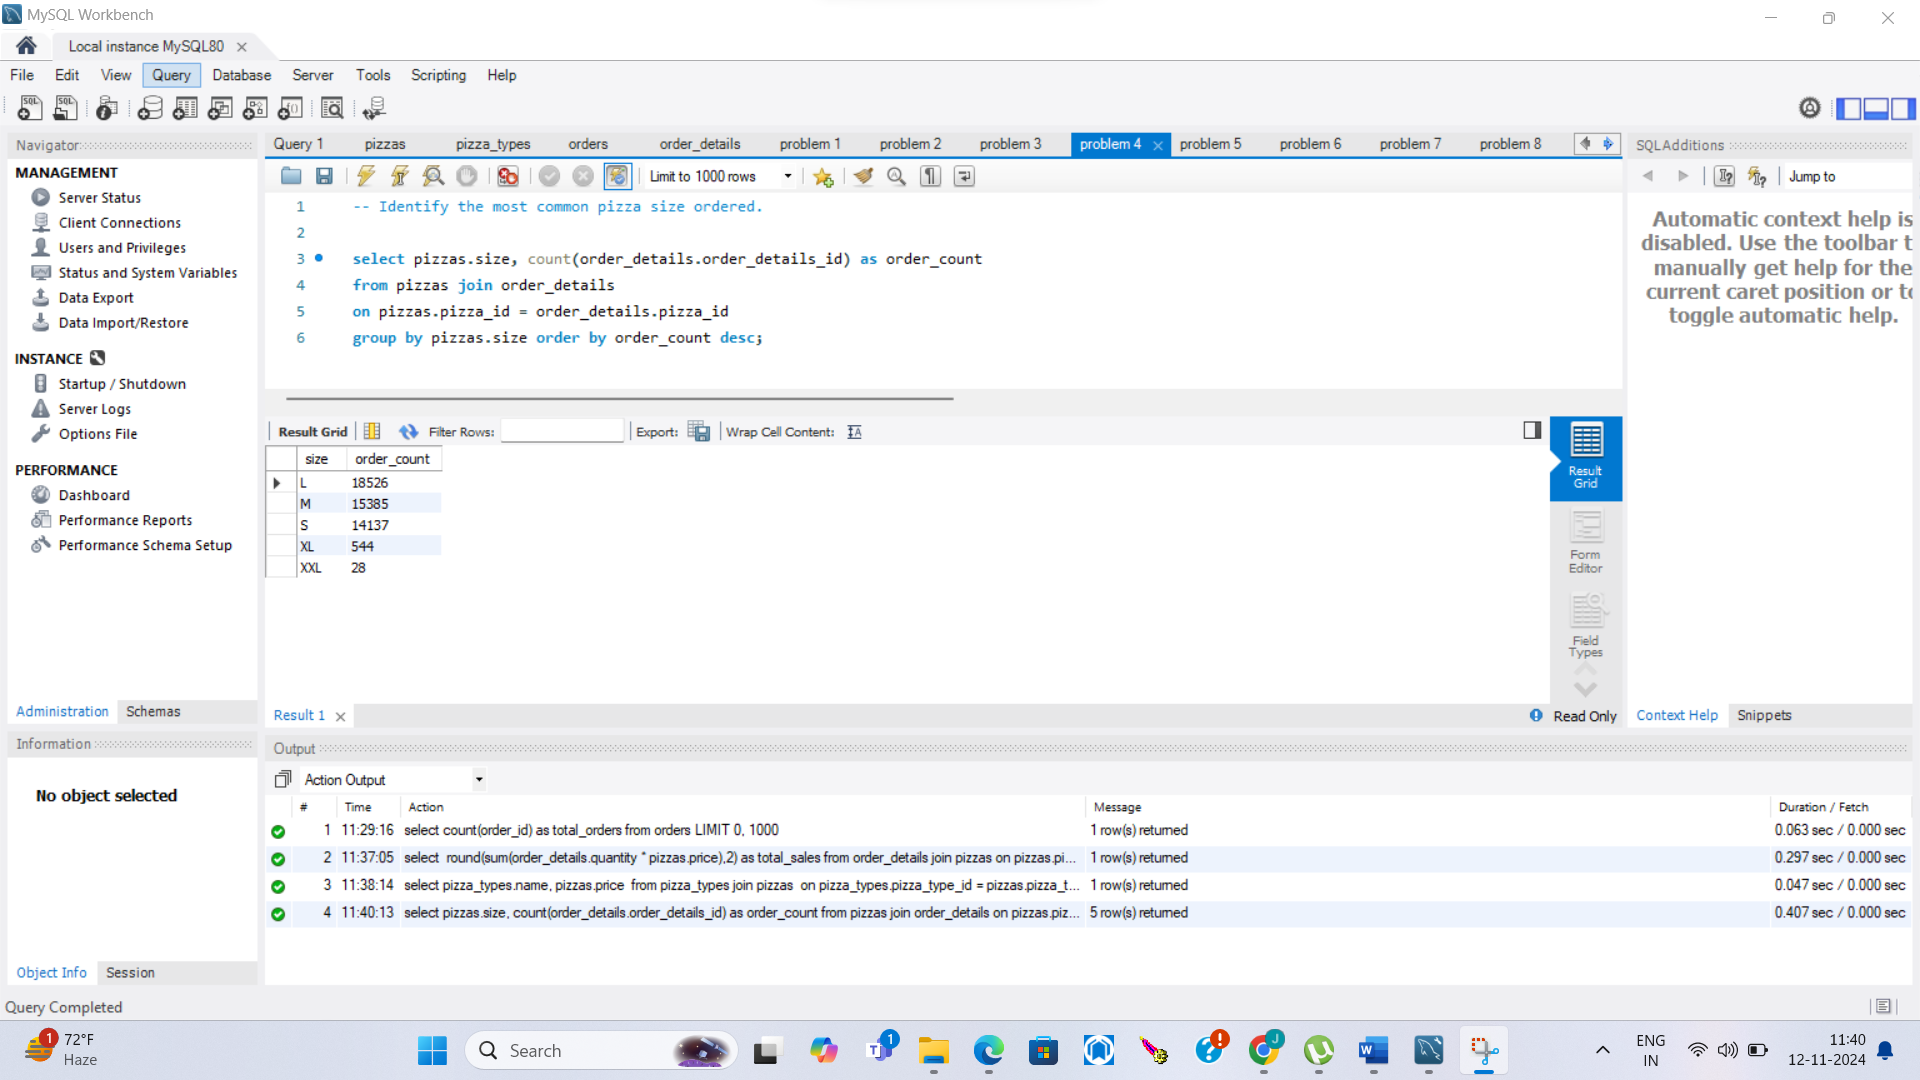 MySQL Workbench
Local instance MySQL80
File Edit View Query Database Server Tools Scripting Help
Navigator
MANAGEMENT
Server Status
Client Connections
Users and Privileges
Status and System Variables
Data Export
Data Import/Restore
INSTANCE
Startup / Shutdown
Server Logs
Options File
PERFORMANCE
Dashboard
Performance Reports
Performance Schema Setup
Administration Schemas
Information
No object selected
Object Info Session
Query Completed
Query 1 pizzas pizza_types orders order_details problem 1 problem 2 problem 3 problem 4 problem 5 problem 6 problem 7 problem 8
Limit to 1000 rows
1 -- Identify the most common pizza size ordered.
2
3 select pizzas.size, count(order_details.order_details_id) as order_count
4 from pizzas join order_details
5 on pizzas.pizza_id = order_details.pizza_id
6 group by pizzas.size order by order_count desc;
Result Grid Filter Rows: Export: Wrap Cell Content:
size order_count
L 18526
M 15385
S 14137
XL 544
XXL 28
Result Grid
Form Editor
Field Types
Result 1
Read Only
SQLAdditions
Jump to
Automatic context help is
disabled. Use the toolbar t
manually get help for the
current caret position or to
toggle automatic help.
Context Help Snippets
Output
Action Output
# Time Action Message Duration / Fetch
1 11:29:16 select count(order_id) as total_orders from orders LIMIT 0, 1000 1 row(s) returned 0.063 sec / 0.000 sec
2 11:37:05 select round(sum(order_details.quantity * pizzas.price),2) as total_sales from order_details join pizzas on pizzas.pi... 1 row(s) returned 0.297 sec / 0.000 sec
3 11:38:14 select pizza_types.name, pizzas.price from pizza_types join pizzas on pizza_types.pizza_type_id = pizzas.pizza_t... 1 row(s) returned 0.047 sec / 0.000 sec
4 11:40:13 select pizzas.size, count(order_details.order_details_id) as order_count from pizzas join order_details on pizzas.piz... 5 row(s) returned 0.407 sec / 0.000 sec
1
72°F
Haze
Search
1
J
ENG
IN
11:40
12-11-2024